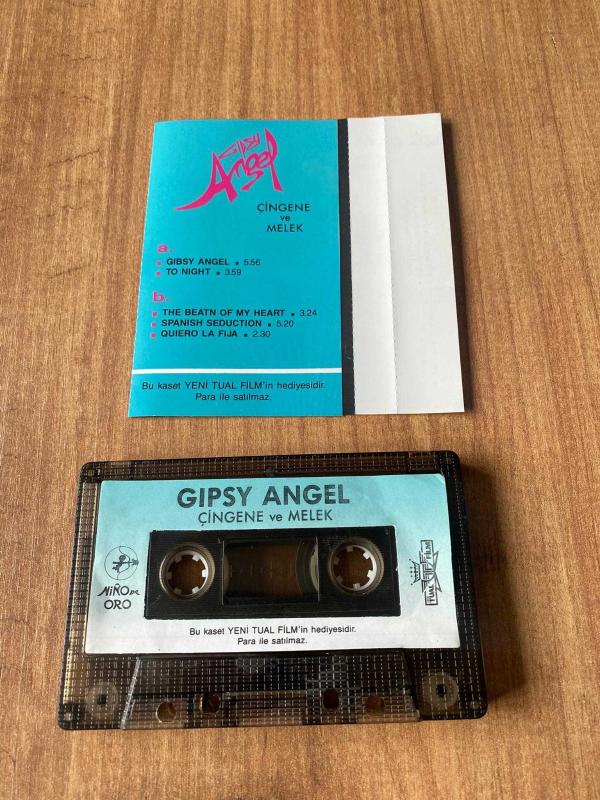 GIPSY
Angel
ÇİNGENE
ve
MELEK
a.
GIBSY ANGEL • 5.56
TO NIGHT • 3.59
b.
THE BEATN OF MY HEART • 3.24
SPANISH SEDUCTION • 5.20
QUIERO LA FIJA • 2.30
Bu kaset YENİ TUAL FİLM'in hediyesidir.
Para ile satılmaz.
GIPSY ANGEL
ÇİNGENE ve MELEK
NIÑO DE
ORO
TUAL FİLM
Bu kaset YENİ TUAL FİLM'in hediyesidir.
Para ile satılmaz.